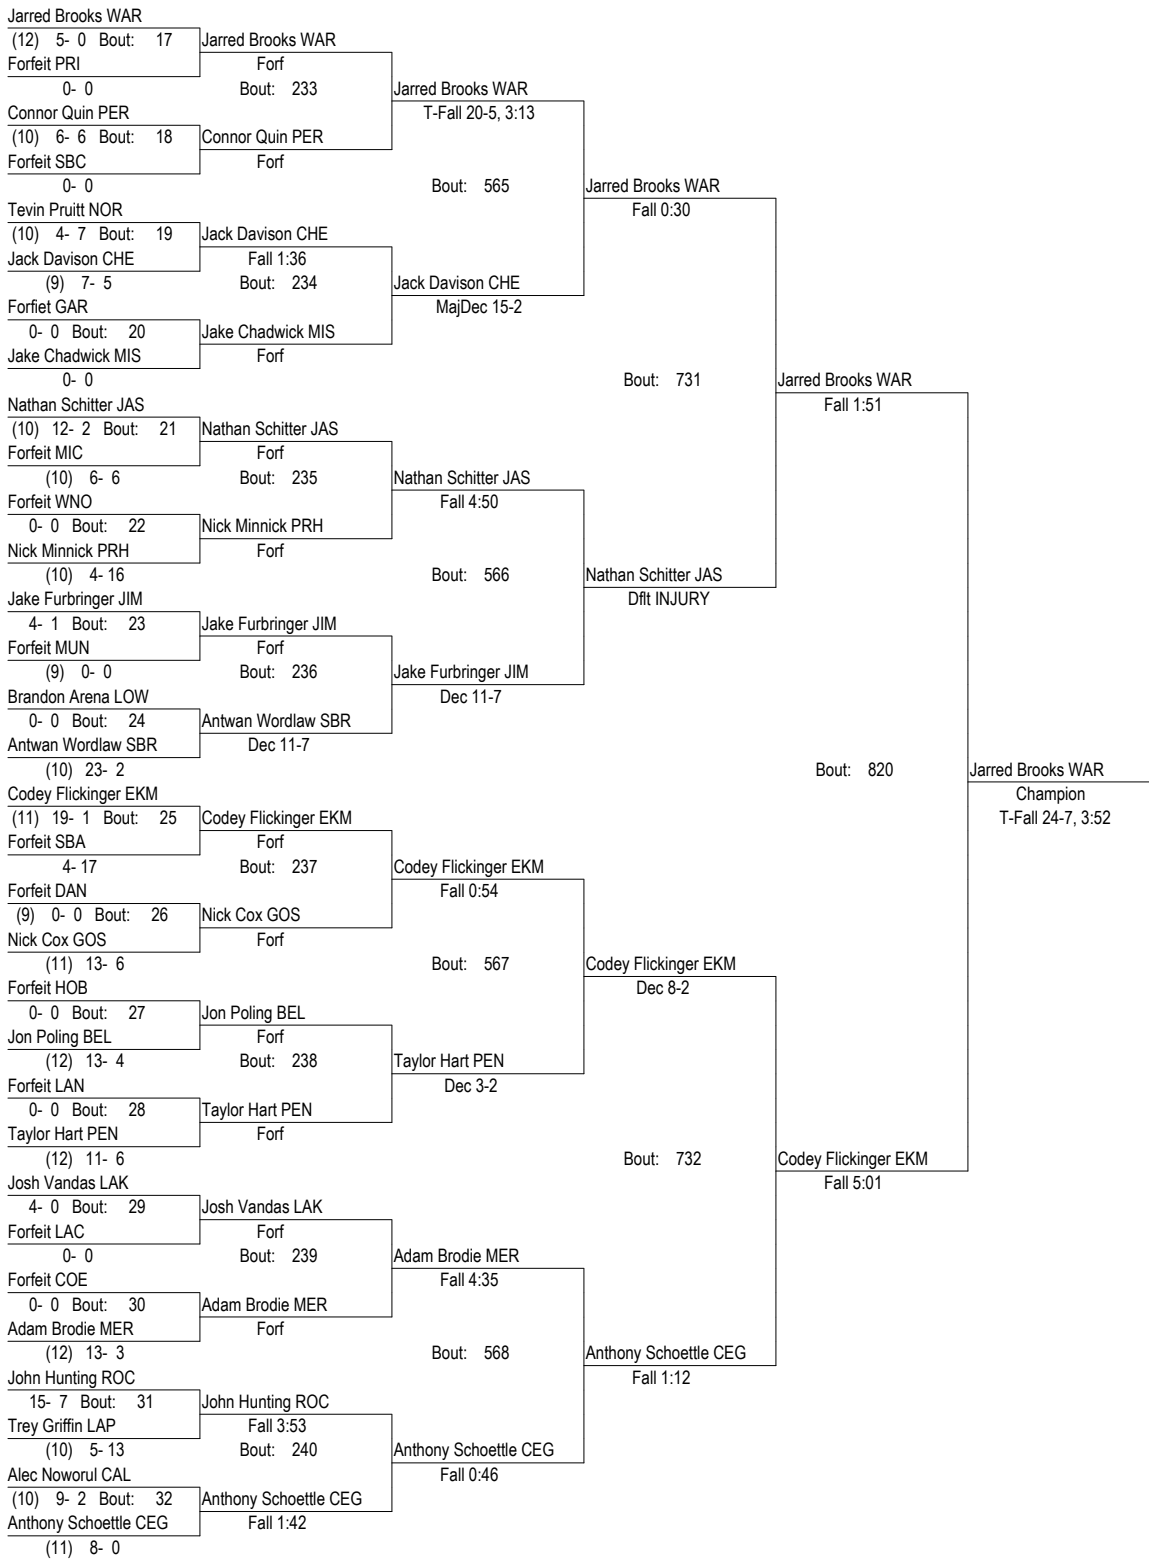 Jarred Brooks WAR
(12) 5- 0 Bout: 17
Forfeit PRI
0- 0
Connor Quin PER
(10) 6- 6 Bout: 18
Forfeit SBC
0- 0
Tevin Pruitt NOR
(10) 4- 7 Bout: 19
Jack Davison CHE
(9) 7- 5
Forfiet GAR
0- 0 Bout: 20
Jake Chadwick MIS
0- 0
Nathan Schitter JAS
(10) 12- 2 Bout: 21
Forfeit MIC
(10) 6- 6
Forfeit WNO
0- 0 Bout: 22
Nick Minnick PRH
(10) 4- 16
Jake Furbringer JIM
4- 1 Bout: 23
Forfeit MUN
(9) 0- 0
Brandon Arena LOW
0- 0 Bout: 24
Antwan Wordlaw SBR
(10) 23- 2
Codey Flickinger EKM
(11) 19- 1 Bout: 25
Forfeit SBA
4- 17
Forfeit DAN
(9) 0- 0 Bout: 26
Nick Cox GOS
(11) 13- 6
Forfeit HOB
0- 0 Bout: 27
Jon Poling BEL
(12) 13- 4
Forfeit LAN
0- 0 Bout: 28
Taylor Hart PEN
(12) 11- 6
Josh Vandas LAK
4- 0 Bout: 29
Forfeit LAC
0- 0
Forfeit COE
0- 0 Bout: 30
Adam Brodie MER
(12) 13- 3
John Hunting ROC
15- 7 Bout: 31
Trey Griffin LAP
(10) 5- 13
Alec Noworul CAL
(10) 9- 2 Bout: 32
Anthony Schoettle CEG
(11) 8- 0
Jarred Brooks WAR
Forf
Bout: 233
Connor Quin PER
Forf
Jack Davison CHE
Fall 1:36
Bout: 234
Jake Chadwick MIS
Forf
Nathan Schitter JAS
Forf
Bout: 235
Nick Minnick PRH
Forf
Jake Furbringer JIM
Forf
Bout: 236
Antwan Wordlaw SBR
Dec 11-7
Codey Flickinger EKM
Forf
Bout: 237
Nick Cox GOS
Forf
Jon Poling BEL
Forf
Bout: 238
Taylor Hart PEN
Forf
Josh Vandas LAK
Forf
Bout: 239
Adam Brodie MER
Forf
John Hunting ROC
Fall 3:53
Bout: 240
Anthony Schoettle CEG
Fall 1:42
Jarred Brooks WAR
T-Fall 20-5, 3:13
Bout: 565
Jack Davison CHE
MajDec 15-2
Nathan Schitter JAS
Fall 4:50
Bout: 566
Jake Furbringer JIM
Dec 11-7
Codey Flickinger EKM
Fall 0:54
Bout: 567
Taylor Hart PEN
Dec 3-2
Adam Brodie MER
Fall 4:35
Bout: 568
Anthony Schoettle CEG
Fall 0:46
Jarred Brooks WAR
Fall 0:30
Bout: 731
Nathan Schitter JAS
Dflt INJURY
Codey Flickinger EKM
Dec 8-2
Bout: 732
Anthony Schoettle CEG
Fall 1:12
Jarred Brooks WAR
Fall 1:51
Bout: 820
Codey Flickinger EKM
Fall 5:01
Jarred Brooks WAR
Champion
T-Fall 24-7, 3:52